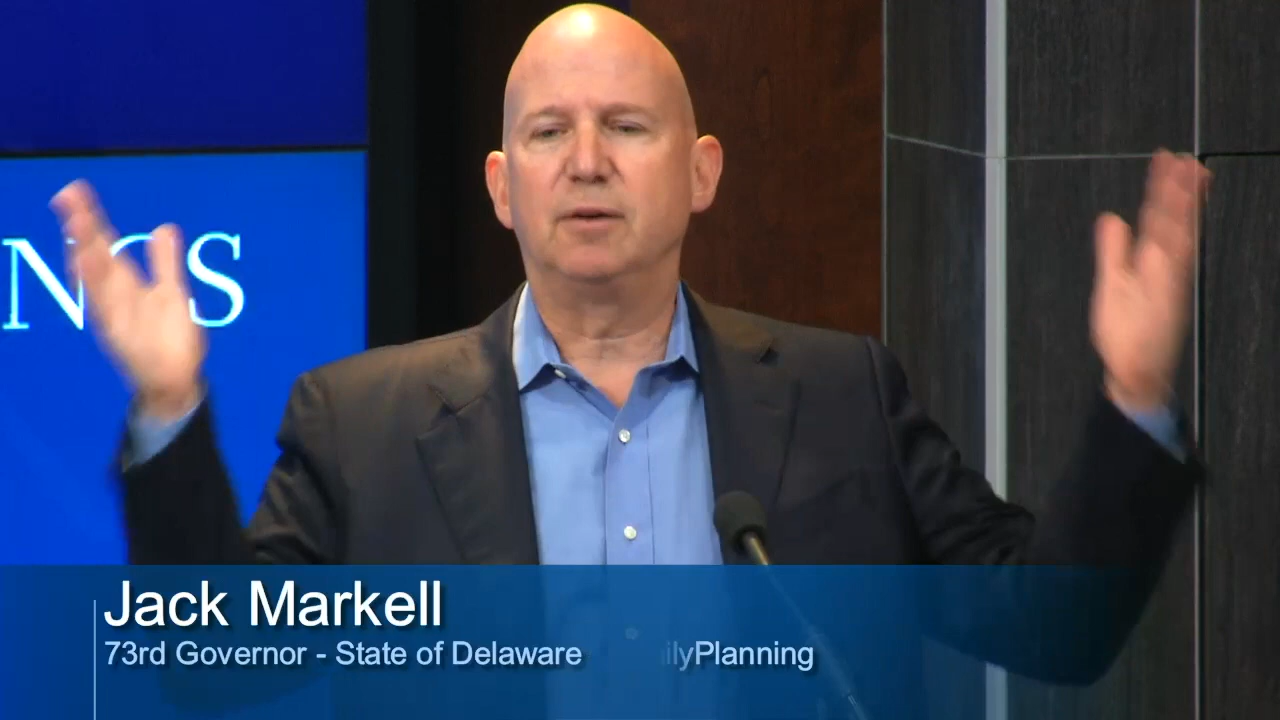 Jack Markell
73rd Governor - State of Delaware ilyPlanning